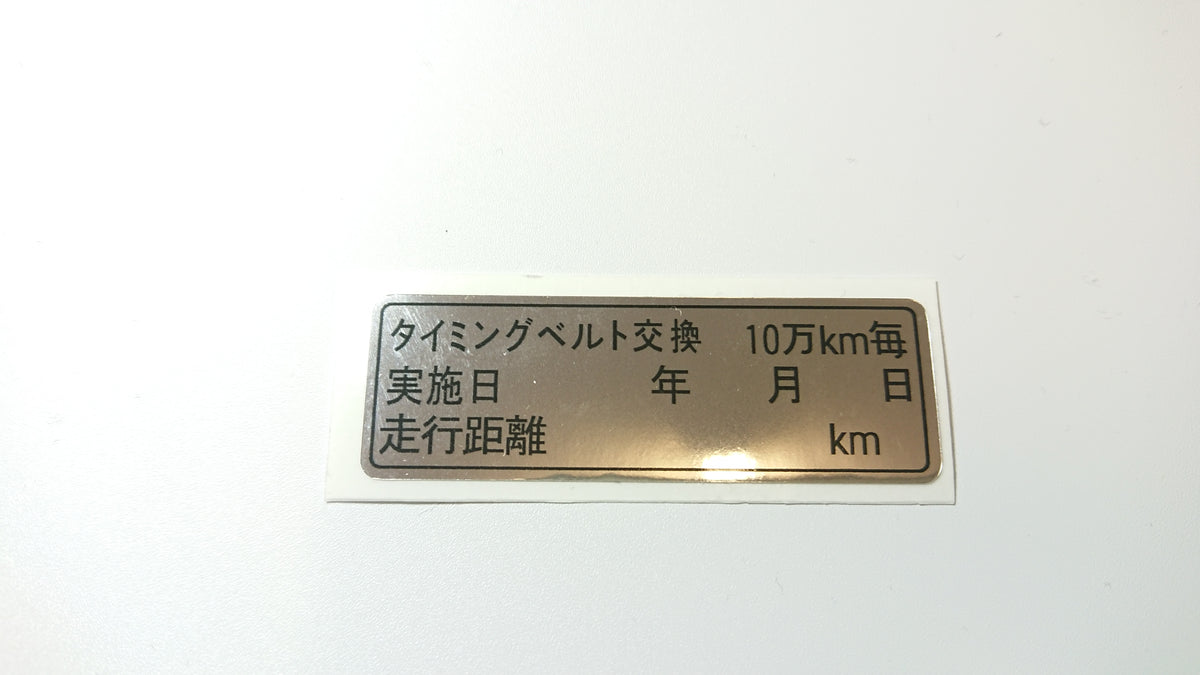 タイミングベルト交換 10万km毎
実施日 年 月 日
走行距離 km